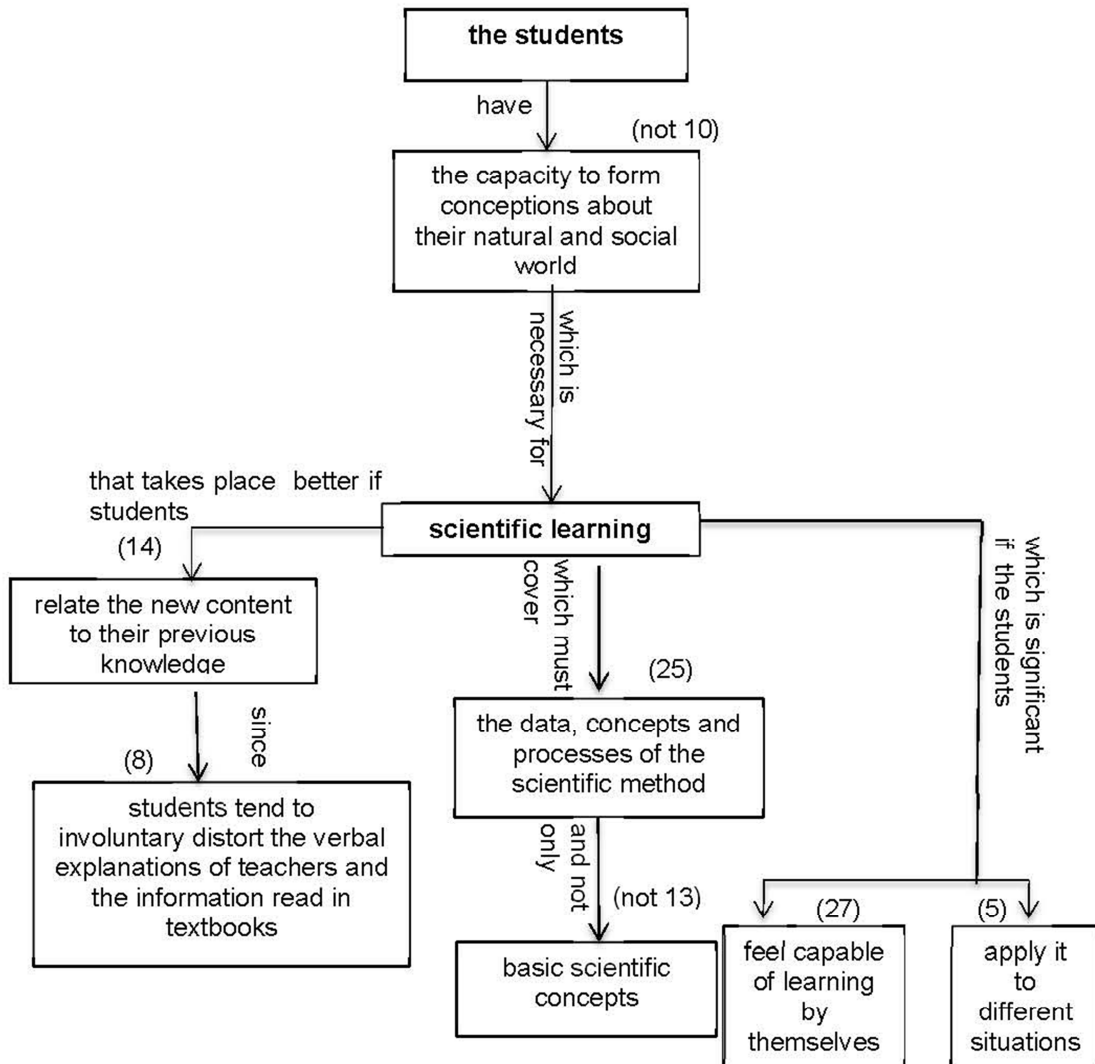 the students
have
(not 10)
the capacity to form
conceptions about
their natural and social
world
which is
necessary for
that takes place  better if
students
scientific learning
(14)
which must
cover
which is significant
if the students
relate the new content
to their previous
knowledge
(25)
since
the data, concepts and
processes of the
scientific method
(8)
students tend to
involuntary distort the verbal
explanations of teachers and
the information read in
textbooks
and not
only
(not 13)
(27)
(5)
basic scientific
concepts
feel capable
of learning
by
themselves
apply it
to
different
situations